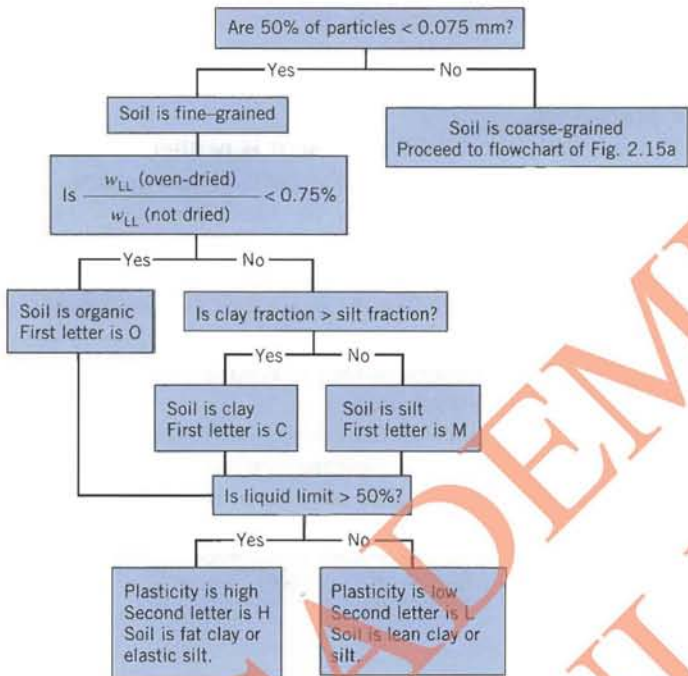 Are 50% of particles < 0.075 mm?
Yes
No
Soil is fine–grained
Soil is coarse-grained
Proceed to flowchart of Fig. 2.15a
Is w_LL (oven-dried) / w_LL (not dried) < 0.75%
Yes
No
Soil is organic
First letter is O
Is clay fraction > silt fraction?
Yes
No
Soil is clay
First letter is C
Soil is silt
First letter is M
Is liquid limit > 50%?
Yes
No
Plasticity is high
Second letter is H
Soil is fat clay or
elastic silt.
Plasticity is low
Second letter is L
Soil is lean clay or
silt.